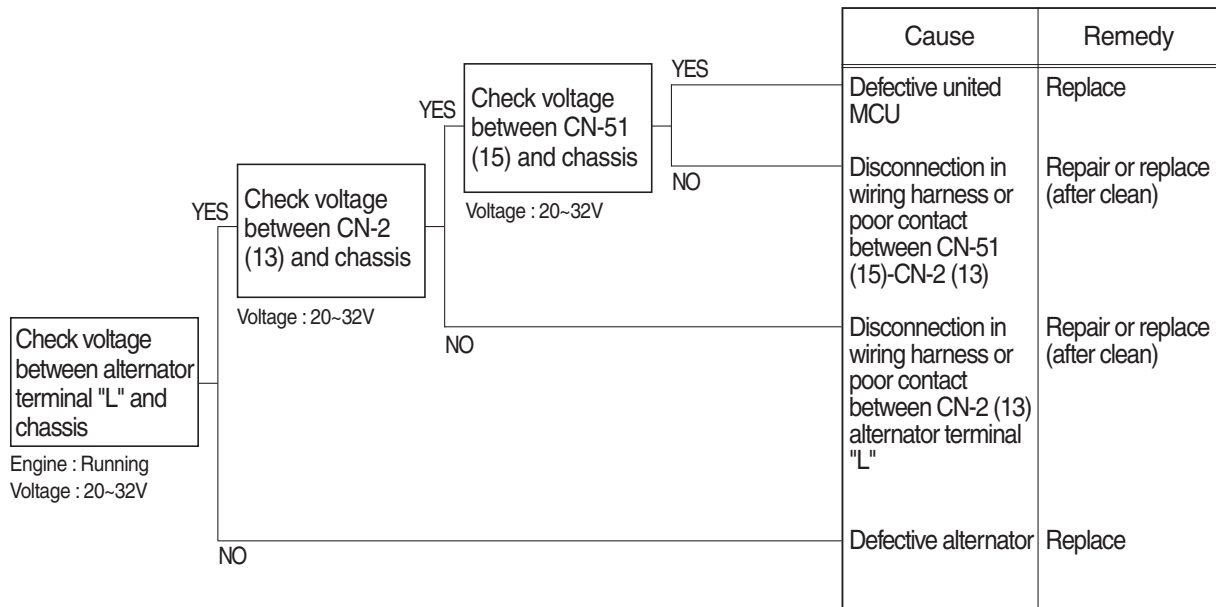 Cause
Remedy
YES
Defective united
MCU
Replace
YES
Check voltage
between CN-51
(15) and chassis
Voltage : 20~32V
NO
Disconnection in
wiring harness or
poor contact
between CN-51
(15)-CN-2 (13)
Repair or replace
(after clean)
YES
Check voltage
between CN-2
(13) and chassis
Voltage : 20~32V
NO
Disconnection in
wiring harness or
poor contact
between CN-2 (13)
alternator terminal
"L"
Repair or replace
(after clean)
Check voltage
between alternator
terminal "L" and
chassis
Engine : Running
Voltage : 20~32V
NO
Defective alternator
Replace